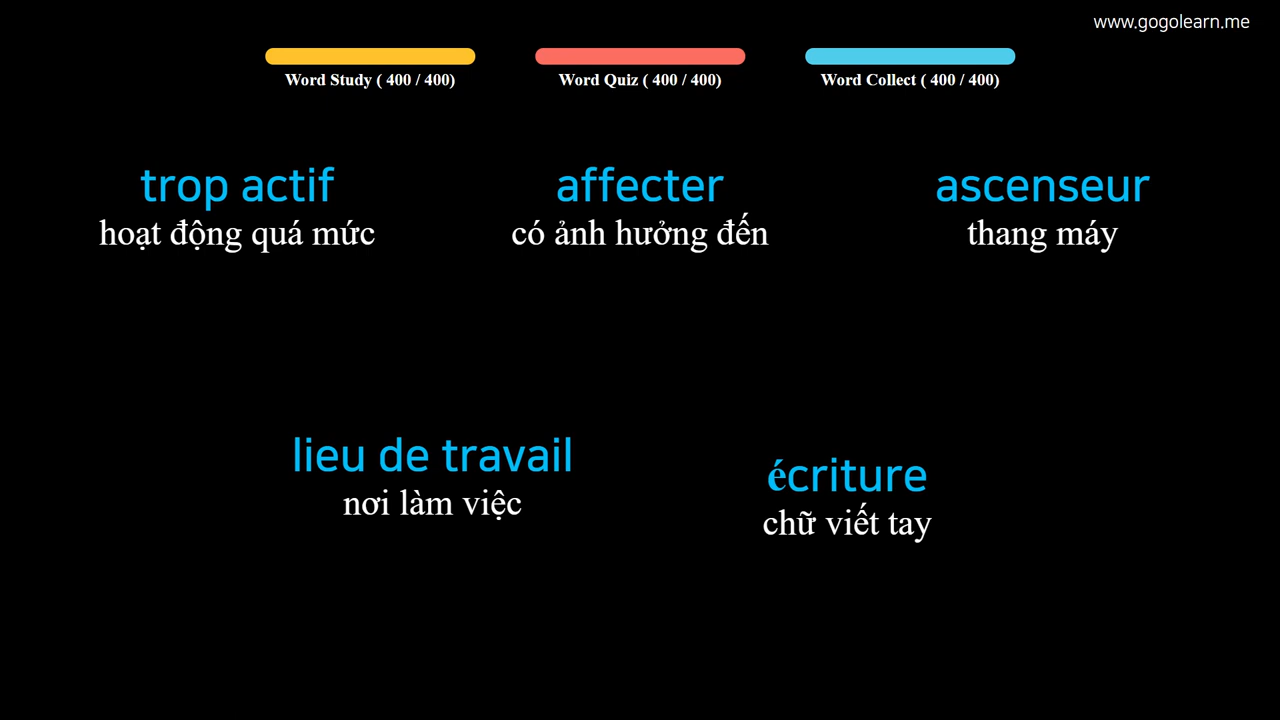 www.gogolearn.me
Word Study ( 400 / 400)
Word Quiz ( 400 / 400)
Word Collect ( 400 / 400)
trop actif
hoạt động quá mức
affecter
có ảnh hưởng đến
ascenseur
thang máy
lieu de travail
nơi làm việc
écriture
chữ viết tay